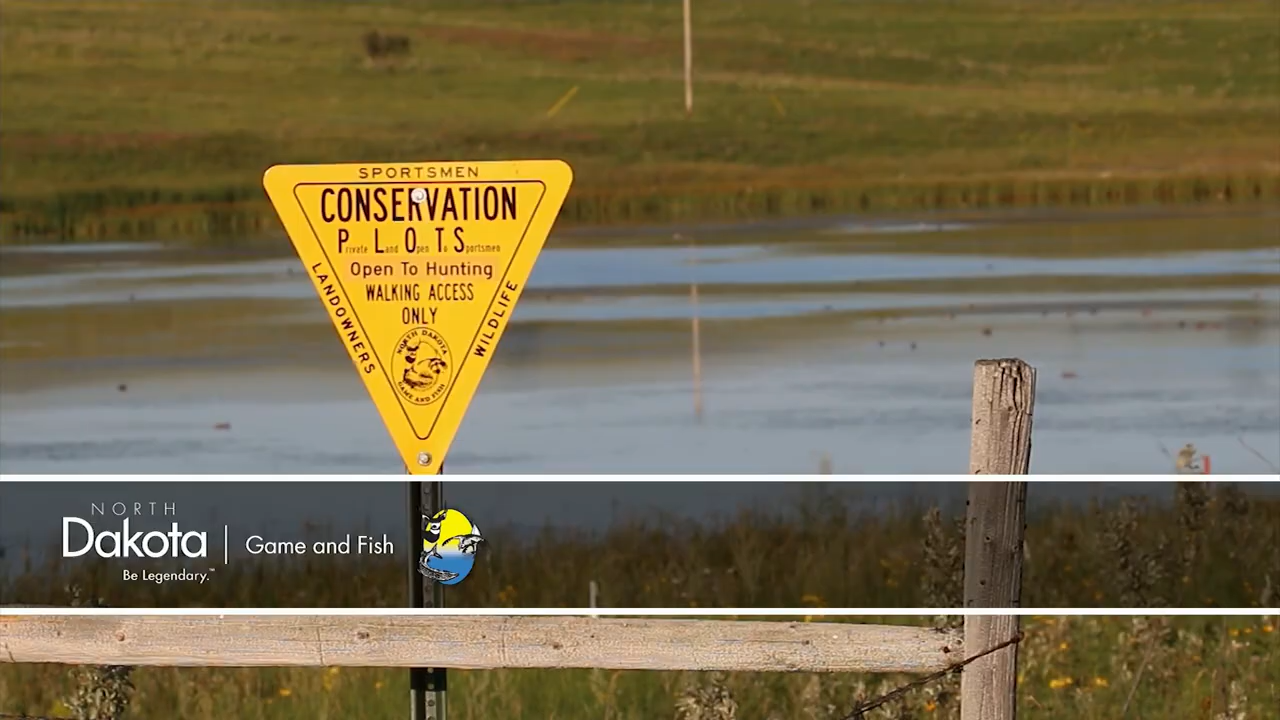 SPORTSMEN
CONSERVATION
P L O T S
Private Land Open To Sportsmen
Open To Hunting
WALKING ACCESS
ONLY
LANDOWNERS
WILDLIFE
NORTH DAKOTA
GAME AND FISH
NORTH
Dakota
Be Legendary.™
Game and Fish